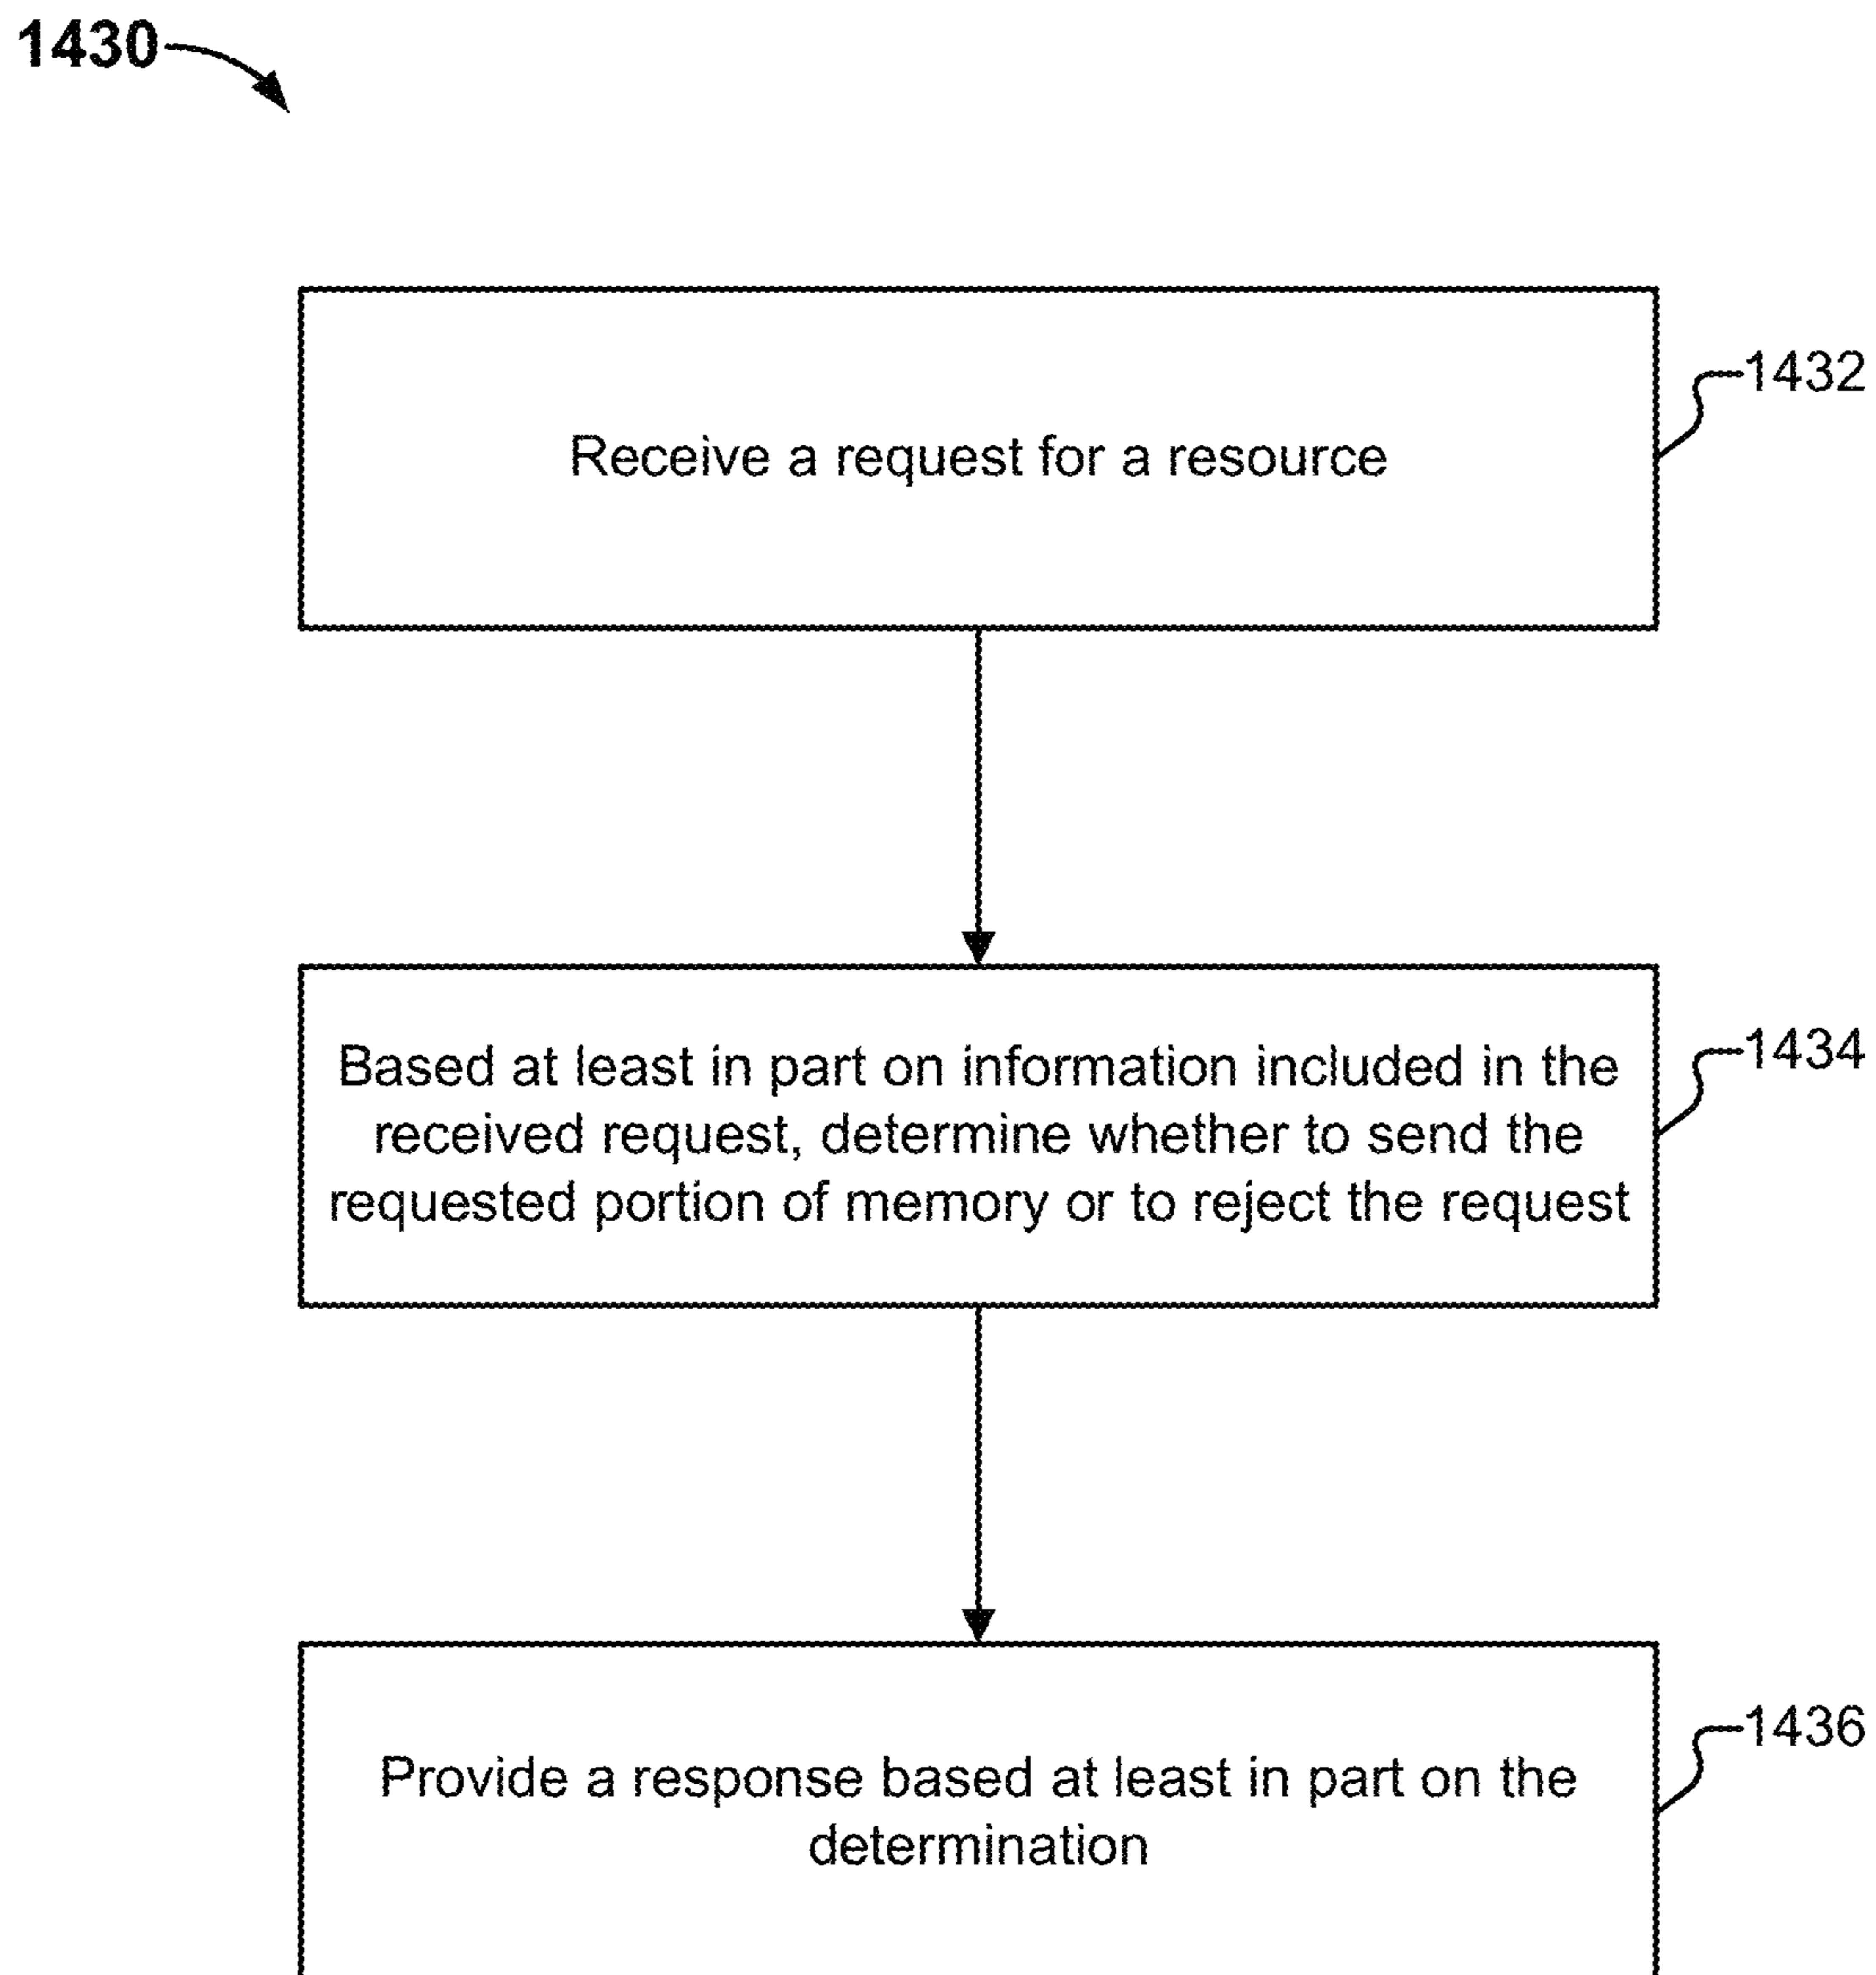 1430
Receive a request for a resource
1432
Based at least in part on information included in the
received request, determine whether to send the
requested portion of memory or to reject the request
1434
Provide a response based at least in part on the
determination
1436